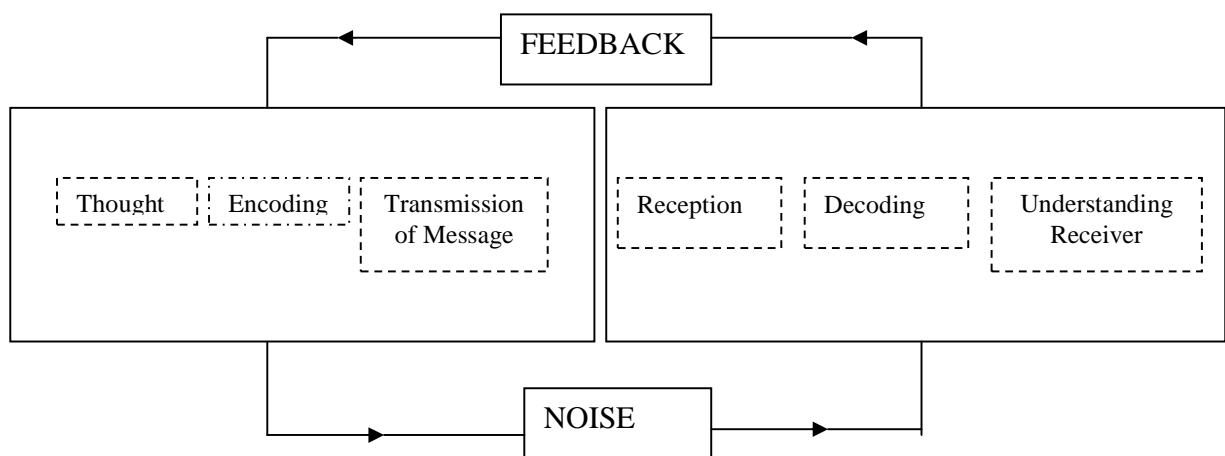 FEEDBACK
Thought
Encoding
Transmission
of Message
Reception
Decoding
Understanding
Receiver
NOISE